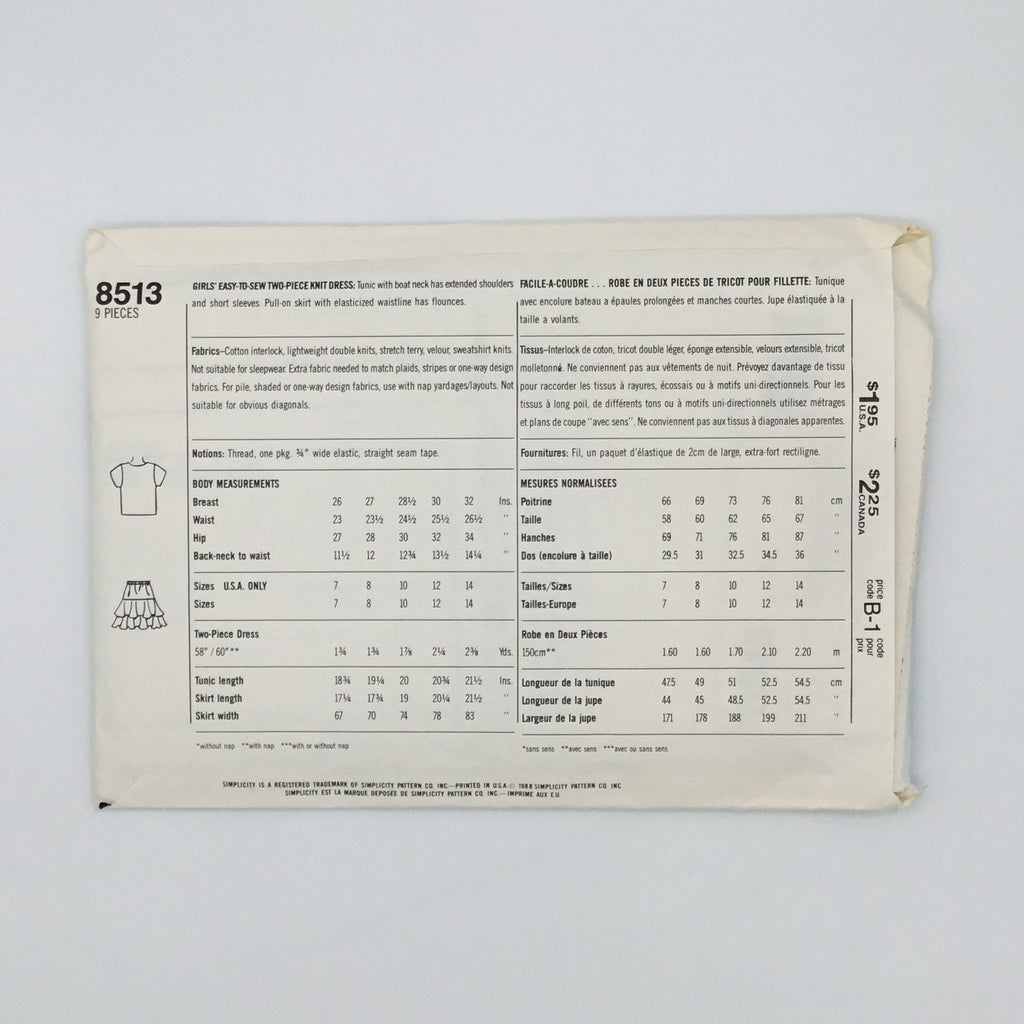 8513
9 PIECES
GIRLS' EASY-TO-SEW TWO-PIECE KNIT DRESS: Tunic with boat neck has extended shoulders
and short sleeves. Pull-on skirt with elasticized waistline has flounces.
Fabrics–Cotton interlock, lightweight double knits, stretch terry, velour, sweatshirt knits.
Not suitable for sleepwear. Extra fabric needed to match plaids, stripes or one-way design
fabrics. For pile, shaded or one-way design fabrics, use with nap yardages/layouts. Not
suitable for obvious diagonals.
Notions: Thread, one pkg. ¾" wide elastic, straight seam tape.
BODY MEASUREMENTS
Breast 26 27 28½ 30 32 Ins.
Waist 23 23½ 24½ 25½ 26½ "
Hip 27 28 30 32 34 "
Back-neck to waist 11½ 12 12¾ 13½ 14¼ "
Sizes U.S.A. ONLY 7 8 10 12 14
Sizes 7 8 10 12 14
Two-Piece Dress
58" / 60"** 1¾ 1¾ 1⅞ 2¼ 2⅜ Yds.
Tunic length 18¾ 19¼ 20 20¾ 21½ Ins.
Skirt length 17¼ 17¾ 19 20¼ 21½ "
Skirt width 67 70 74 78 83 "
*without nap **with nap ***with or without nap
FACILE-A-COUDRE . . . ROBE EN DEUX PIECES DE TRICOT POUR FILLETTE: Tunique
avec encolure bateau a épaules prolongées et manches courtes. Jupe élastiquée à la
taille a volants.
Tissus–Interlock de coton, tricot double léger, éponge extensible, velours extensible, tricot
molletonné. Ne conviennent pas aux vêtements de nuit. Prévoyez davantage de tissu
pour raccorder les tissus à rayures, écossais ou à motifs uni-directionnels. Pour les
tissus à long poil, de différents tons ou à motifs uni-directionnels utilisez métrages
et plans de coupe "avec sens". Ne conviennent pas aux tissus à diagonales apparentes.
Fournitures: Fil, un paquet d'élastique de 2cm de large, extra-fort rectiligne.
MESURES NORMALISEES
Poitrine 66 69 73 76 81 cm
Taille 58 60 62 65 67 "
Hanches 69 71 76 81 87 "
Dos (encolure à taille) 29.5 31 32.5 34.5 36 "
Tailles/Sizes 7 8 10 12 14
Tailles-Europe 7 8 10 12 14
Robe en Deux Pièces
150cm** 1.60 1.60 1.70 2.10 2.20 m
Longueur de la tunique 47.5 49 51 52.5 54.5 cm
Longueur de la jupe 44 45 48.5 52.5 54.5 "
Largeur de la jupe 171 178 188 199 211 "
*sans sens **avec sens ***avec ou sans sens
$1.95
U.S.A.
$2.25
CANADA
price
code B-1 code
pour
prix
SIMPLICITY IS A REGISTERED TRADEMARK OF SIMPLICITY PATTERN CO. INC.—PRINTED IN U.S.A. © 1988 SIMPLICITY PATTERN CO. INC.
SIMPLICITY EST LA MARQUE DEPOSEE DE SIMPLICITY PATTERN CO. INC.—IMPRIME AUX E.U.